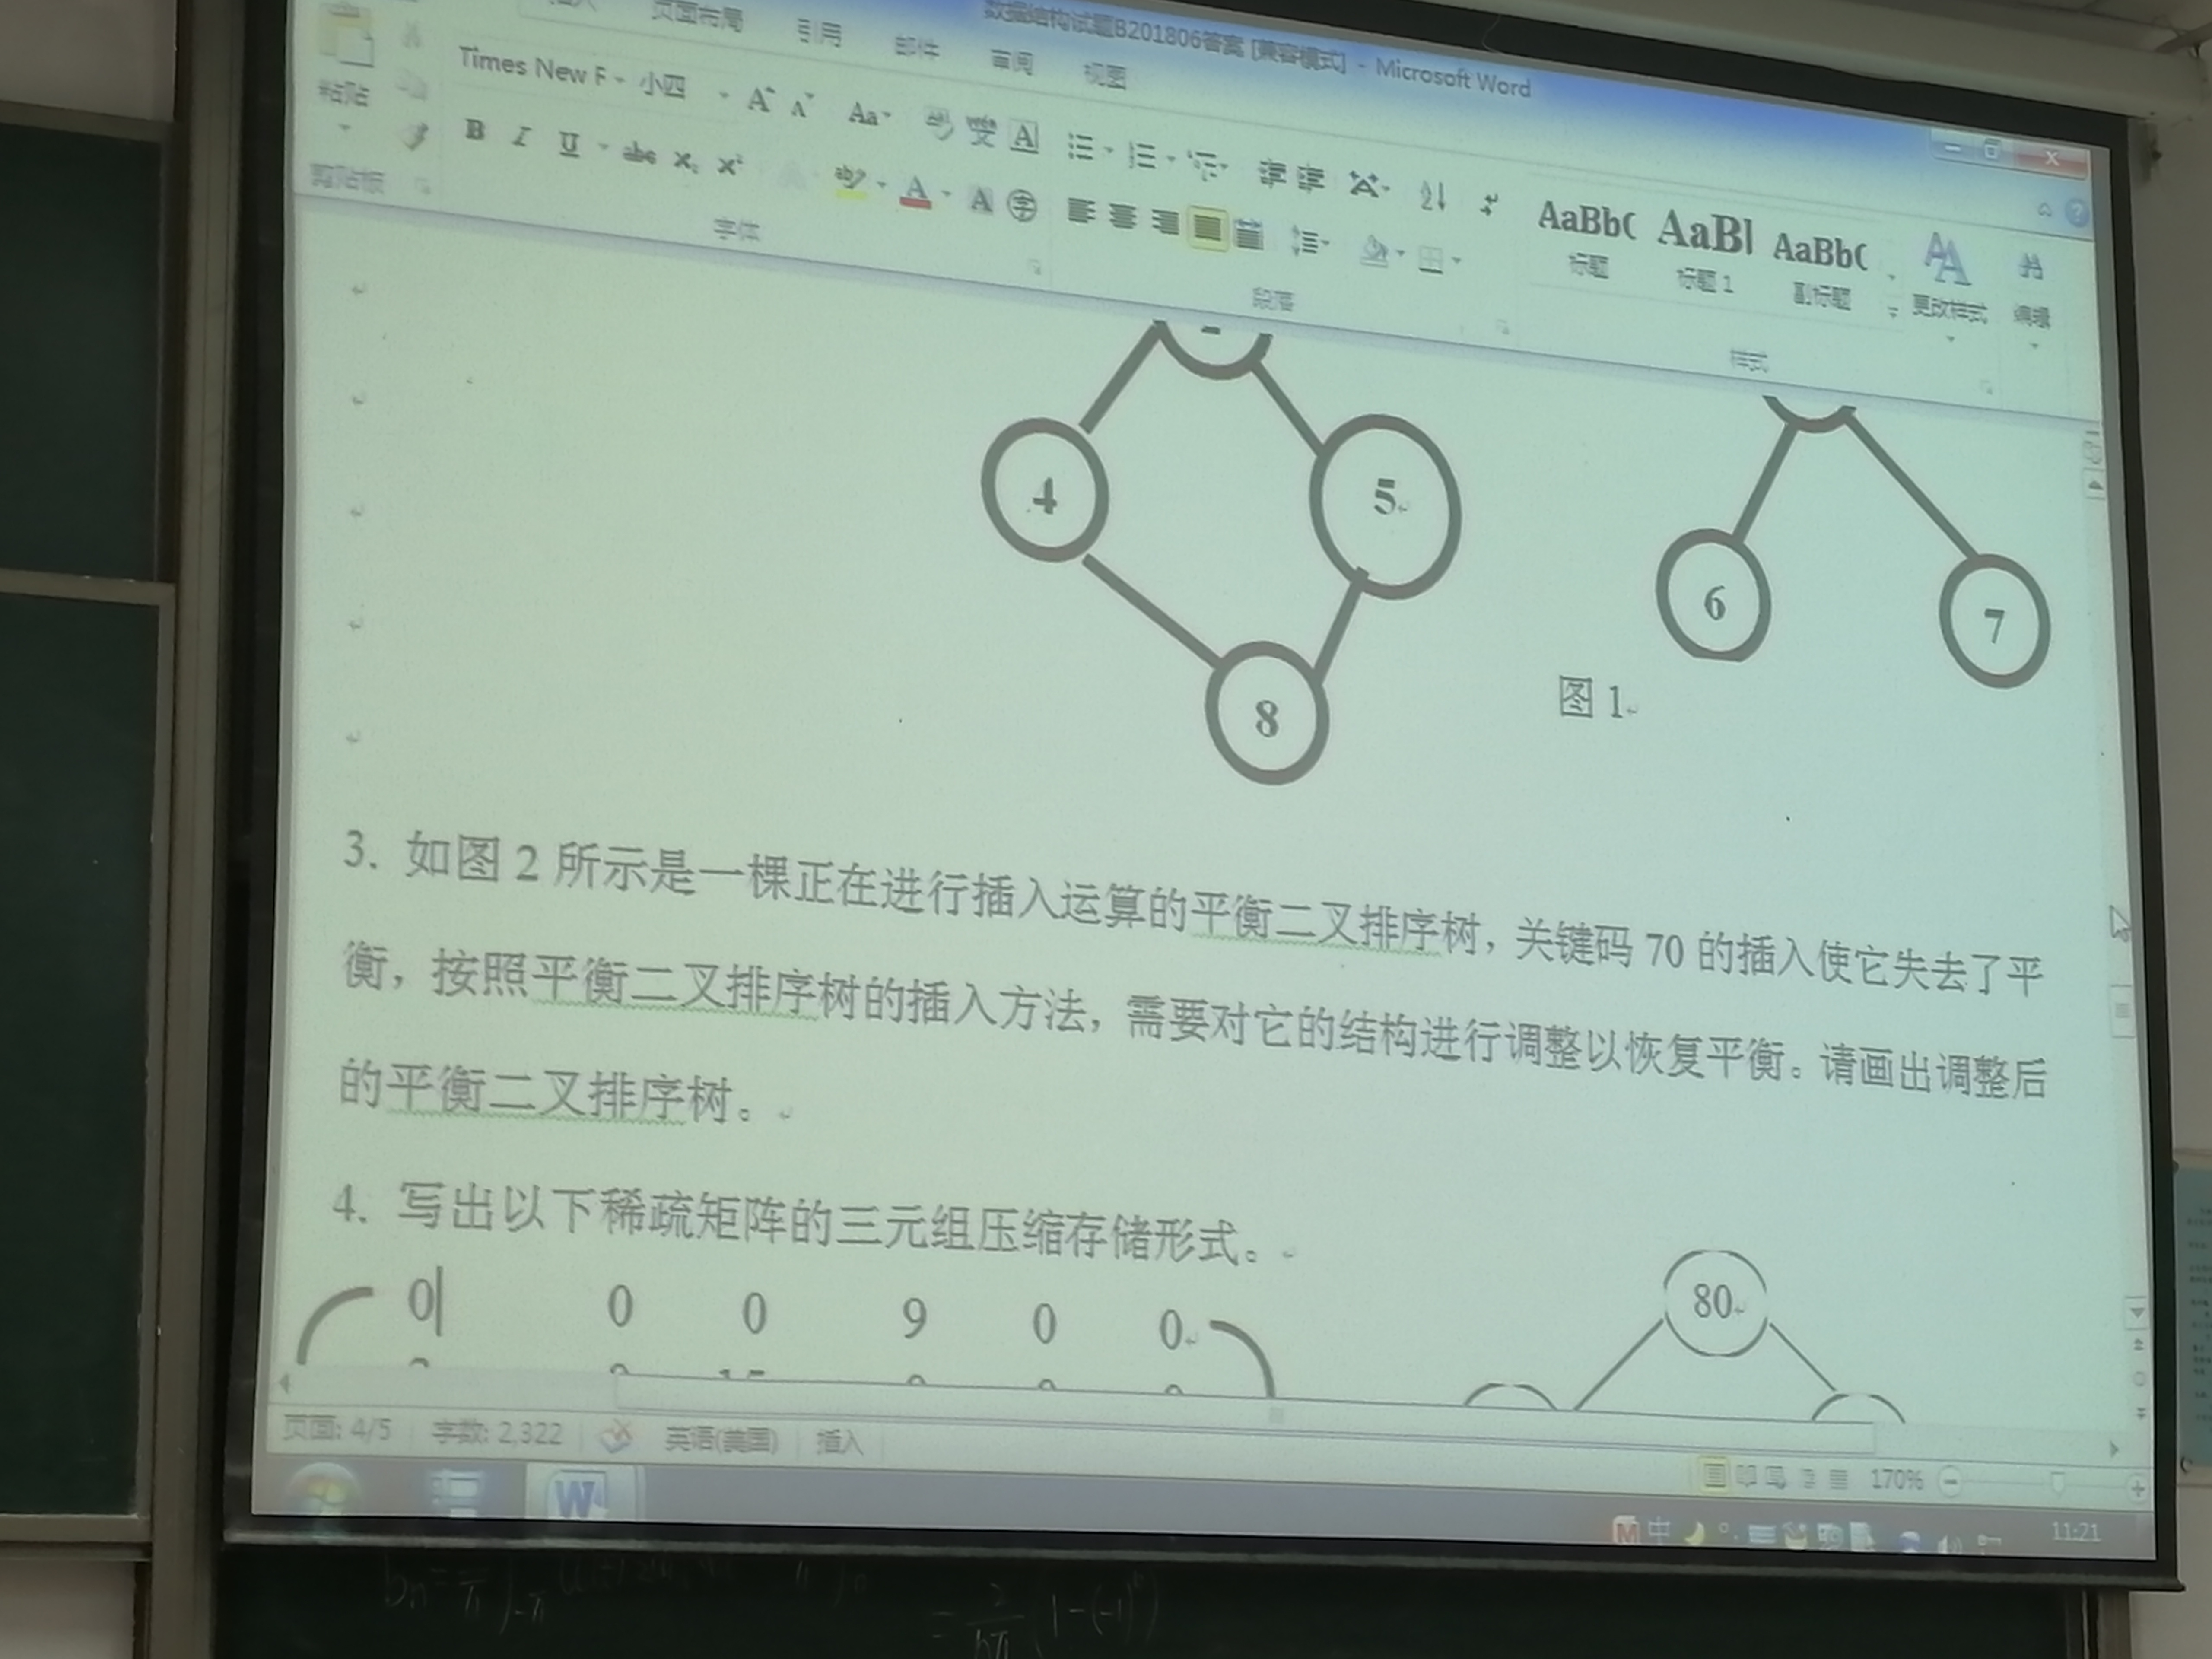 数据结构试题B201806答案 [兼容模式] - Microsoft Word
页面布局 引用 邮件 审阅 视图
粘贴
剪贴板
Times New R 小四
A A Aa A
B I U abc x₂ x² A A 字
字体
段落
AaBbC AaBl AaBbC
标题 标题 1 副标题 更改样式 编辑
样式
4 5
6 7
8
图 1
3. 如图 2 所示是一棵正在进行插入运算的平衡二叉排序树，关键码 70 的插入使它失去了平
衡，按照平衡二叉排序树的插入方法，需要对它的结构进行调整以恢复平衡。请画出调整后
的平衡二叉排序树。
4. 写出以下稀疏矩阵的三元组压缩存储形式。
0 0 0 9 0 0
80
页面: 4/5 字数: 2,322 英语(美国) 插入
170%
W
M 中
11:21